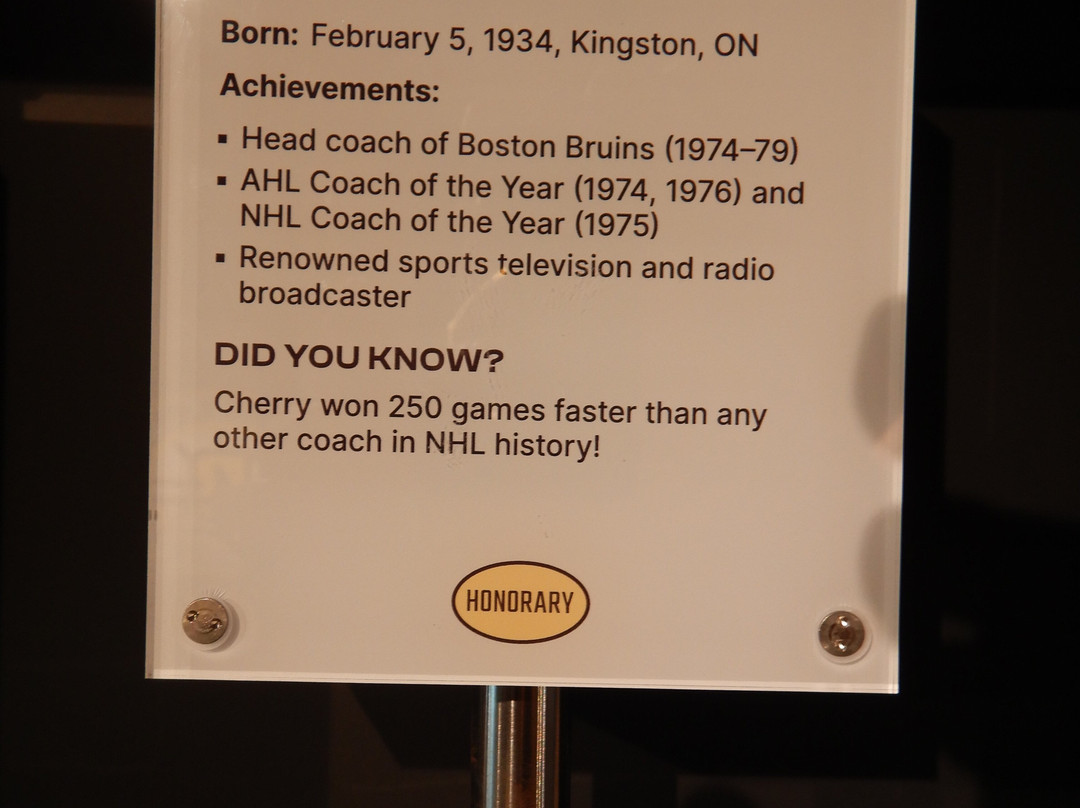 Born: February 5, 1934, Kingston, ON
Achievements:
▪ Head coach of Boston Bruins (1974–79)
▪ AHL Coach of the Year (1974, 1976) and
NHL Coach of the Year (1975)
▪ Renowned sports television and radio
broadcaster
DID YOU KNOW?
Cherry won 250 games faster than any
other coach in NHL history!
HONORARY